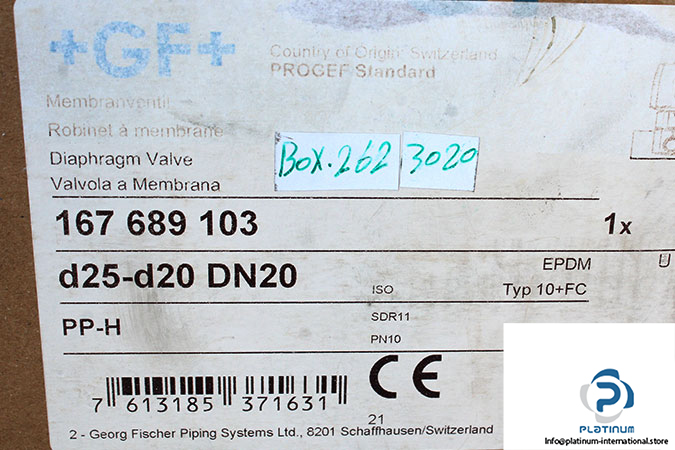 +GF+
Country of Origin: Switzerland
PROGEF Standard
Membranventil
Robinet à membrane
Diaphragm Valve
Valvola a Membrana
BOX.262 3020
167 689 103 1x
d25-d20 DN20 ISO EPDM
Typ 10+FC
PP-H SDR11
PN10
7 613185 371631
CE
21
2 - Georg Fischer Piping Systems Ltd., 8201 Schaffhausen/Switzerland
PLATINUM
Info@platinum-international.store